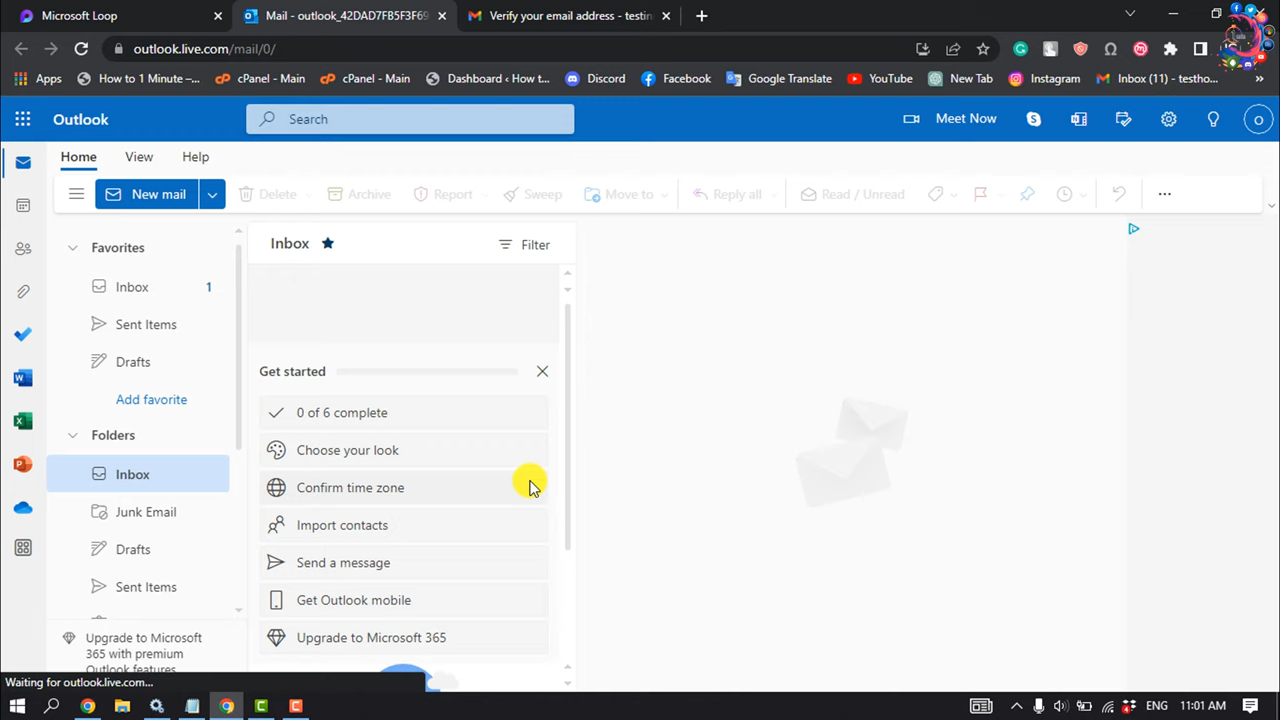 Microsoft Loop
Mail - outlook_42DAD7FB5F3F69
Verify your email address - testin
outlook.live.com/mail/0/
Apps
How to 1 Minute –...
cPanel - Main
cPanel - Main
Dashboard ‹ How t...
Discord
Facebook
Google Translate
YouTube
New Tab
Instagram
Inbox (11) - testho...
Outlook
Search
Meet Now
O
Home
View
Help
New mail
Delete
Archive
Report
Sweep
Move to
Reply all
Read / Unread
Favorites
Inbox
1
Sent Items
Drafts
Add favorite
Folders
Inbox
Junk Email
Drafts
Sent Items
Upgrade to Microsoft
365 with premium
Outlook features
Inbox
Filter
Get started
0 of 6 complete
Choose your look
Confirm time zone
Import contacts
Send a message
Get Outlook mobile
Upgrade to Microsoft 365
Waiting for outlook.live.com...
ENG
11:01 AM